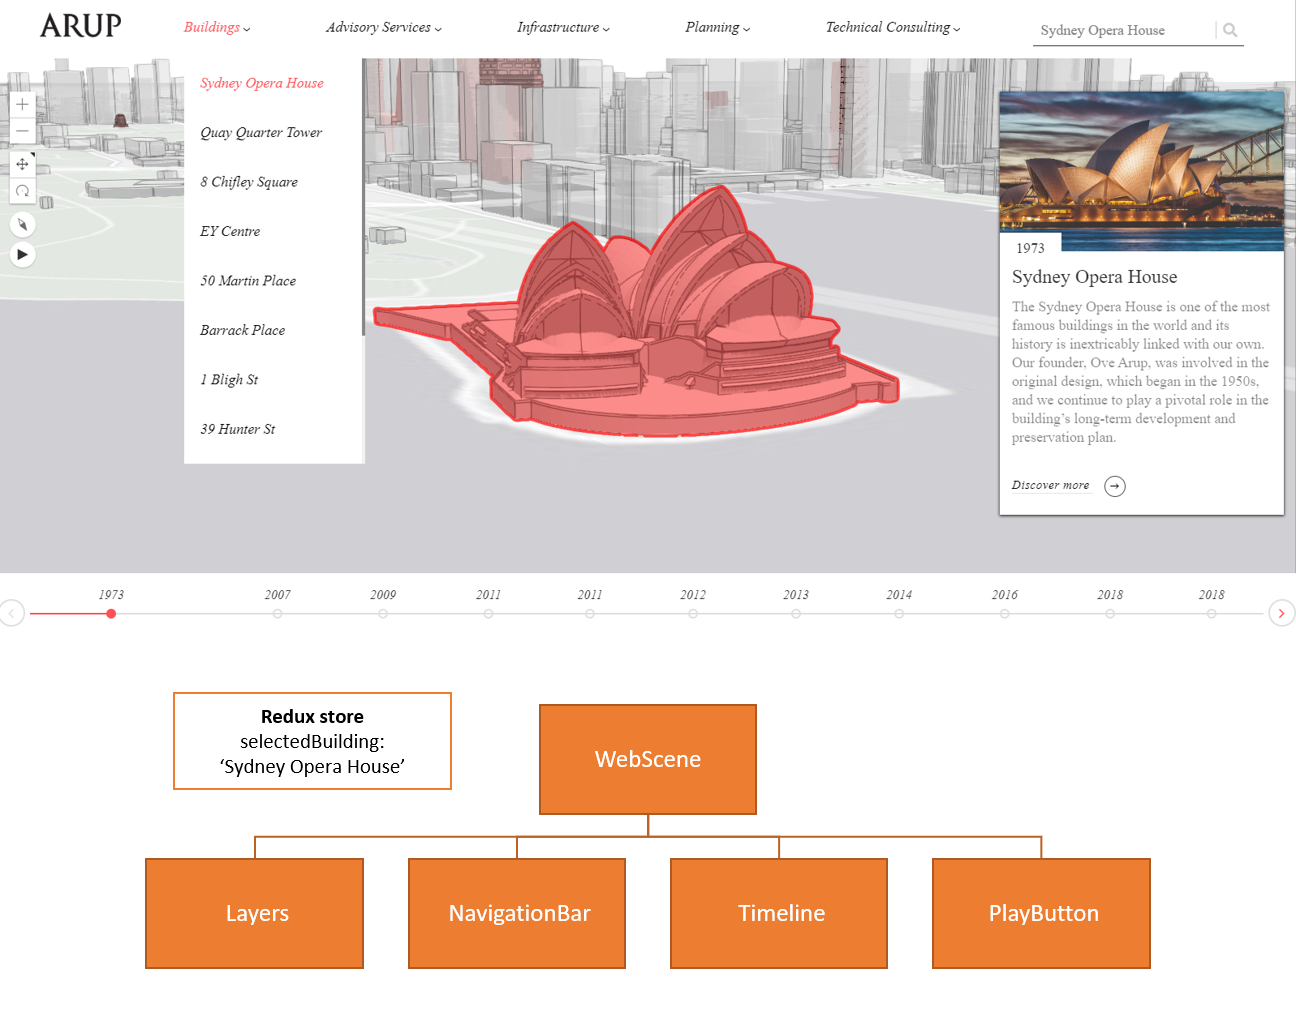 ARUP
Buildings
Advisory Services
Infrastructure
Planning
Technical Consulting
Sydney Opera House
Sydney Opera House
Quay Quarter Tower
8 Chifley Square
EY Centre
50 Martin Place
Barrack Place
1 Bligh St
39 Hunter St
1973
Sydney Opera House
The Sydney Opera House is one of the most
famous buildings in the world and its
history is inextricably linked with our own.
Our founder, Ove Arup, was involved in the
original design, which began in the 1950s,
and we continue to play a pivotal role in the
building’s long-term development and
preservation plan.
Discover more
1973 2007 2009 2011 2011 2012 2013 2014 2016 2018 2018
Redux store
selectedBuilding:
‘Sydney Opera House’
WebScene
Layers
NavigationBar
Timeline
PlayButton